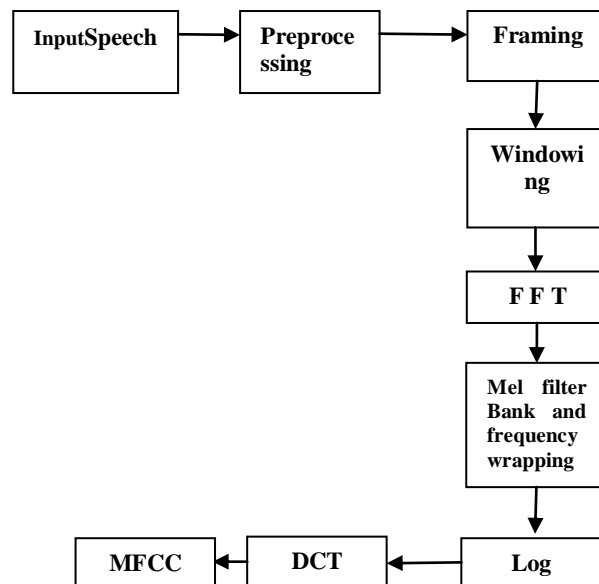 InputSpeech
Preproce
ssing
Framing
Windowi
ng
F F T
Mel filter
Bank and
frequency
wrapping
Log
DCT
MFCC